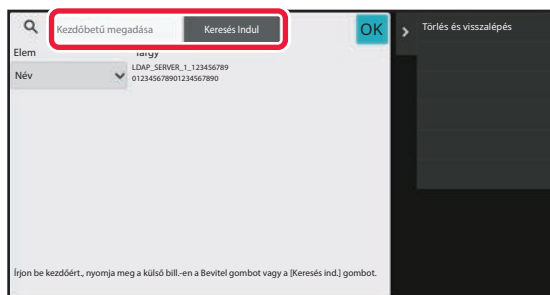 Kezdőbetű megadása
Keresés Indul
OK
Törlés és visszalépés
Elem
Tárgy
Név
LDAP_SERVER_1_123456789
012345678901234567890
Írjon be kezdőért., nyomja meg a külső bill.-en a Bevitel gombot vagy a [Keresés ind.] gombot.